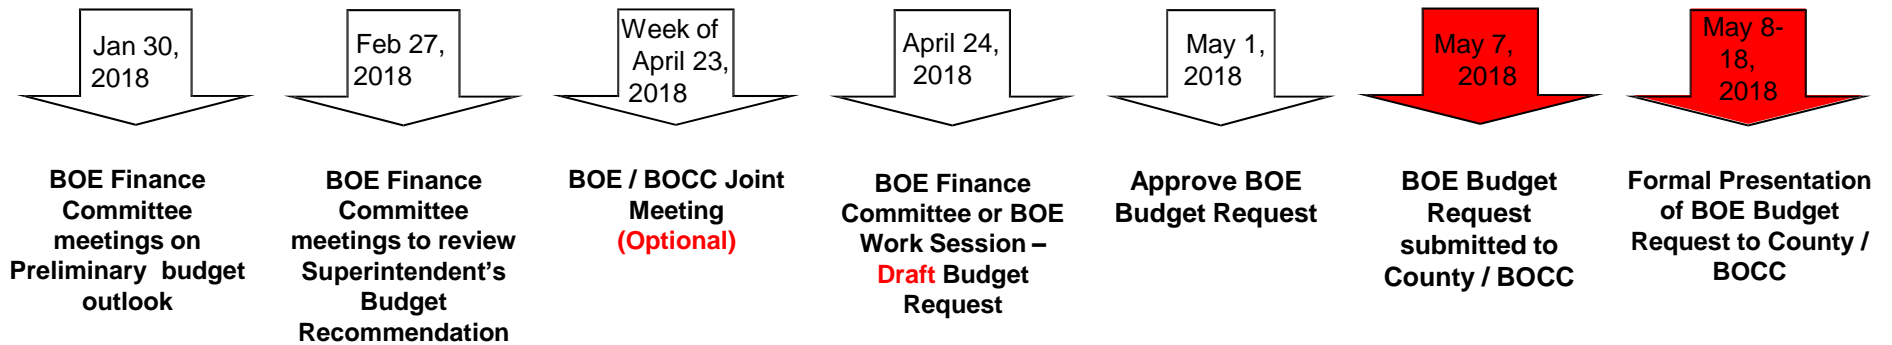 Jan 30,
2018
BOE Finance
Committee
meetings on
Preliminary budget
outlook
Feb 27,
2018
BOE Finance
Committee
meetings to review
Superintendent’s
Budget
Recommendation
Week of
April 23,
2018
BOE / BOCC Joint
Meeting
(Optional)
April 24,
2018
BOE Finance
Committee or BOE
Work Session –
Draft Budget
Request
May 1,
2018
Approve BOE
Budget Request
May 7,
2018
BOE Budget
Request
submitted to
County / BOCC
May 8-
18,
2018
Formal Presentation
of BOE Budget
Request to County /
BOCC